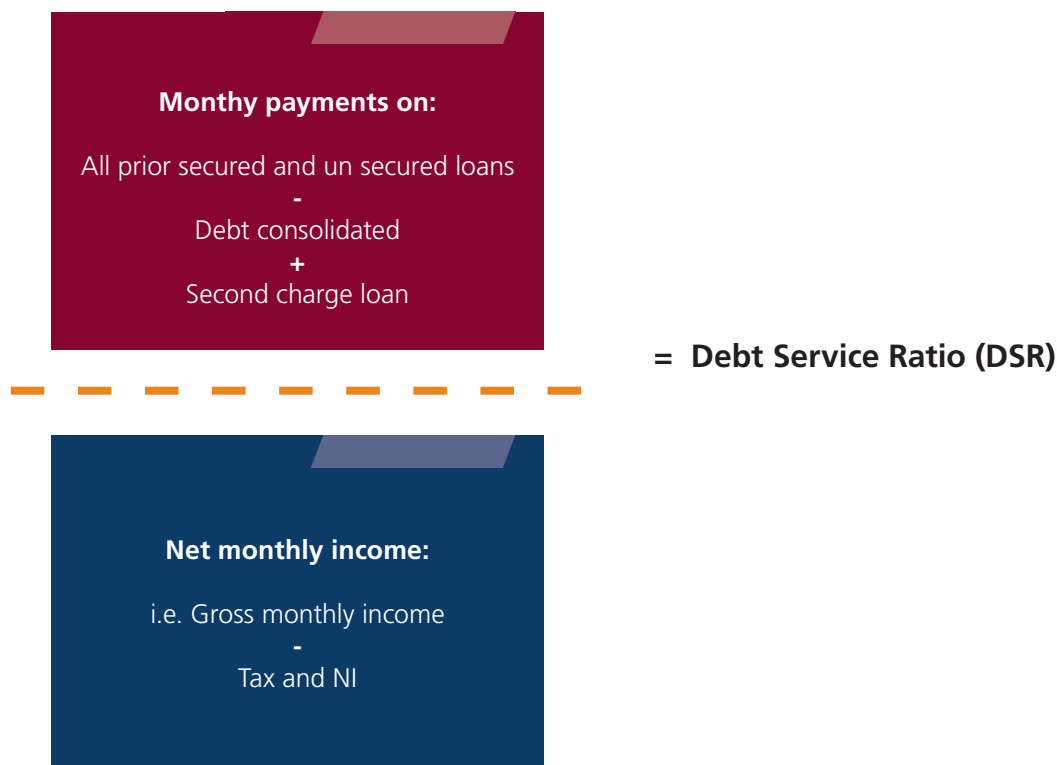 Monthy payments on:
All prior secured and un secured loans
-
Debt consolidated
+
Second charge loan
= Debt Service Ratio (DSR)
Net monthly income:
i.e. Gross monthly income
-
Tax and NI